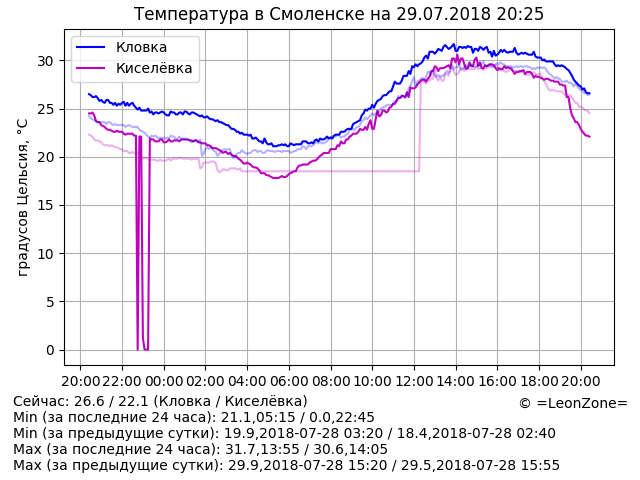 Температура в Смоленске на 29.07.2018 20:25
Кловка
Киселёвка
градусов Цельсия, °C
30
25
20
15
10
5
0
20:00 22:00 00:00 02:00 04:00 06:00 08:00 10:00 12:00 14:00 16:00 18:00 20:00
Сейчас: 26.6 / 22.1 (Кловка / Киселёвка)
© =LeonZone=
Min (за последние 24 часа): 21.1,05:15 / 0.0,22:45
Min (за предыдущие сутки): 19.9,2018-07-28 03:20 / 18.4,2018-07-28 02:40
Max (за последние 24 часа): 31.7,13:55 / 30.6,14:05
Max (за предыдущие сутки): 29.9,2018-07-28 15:20 / 29.5,2018-07-28 15:55